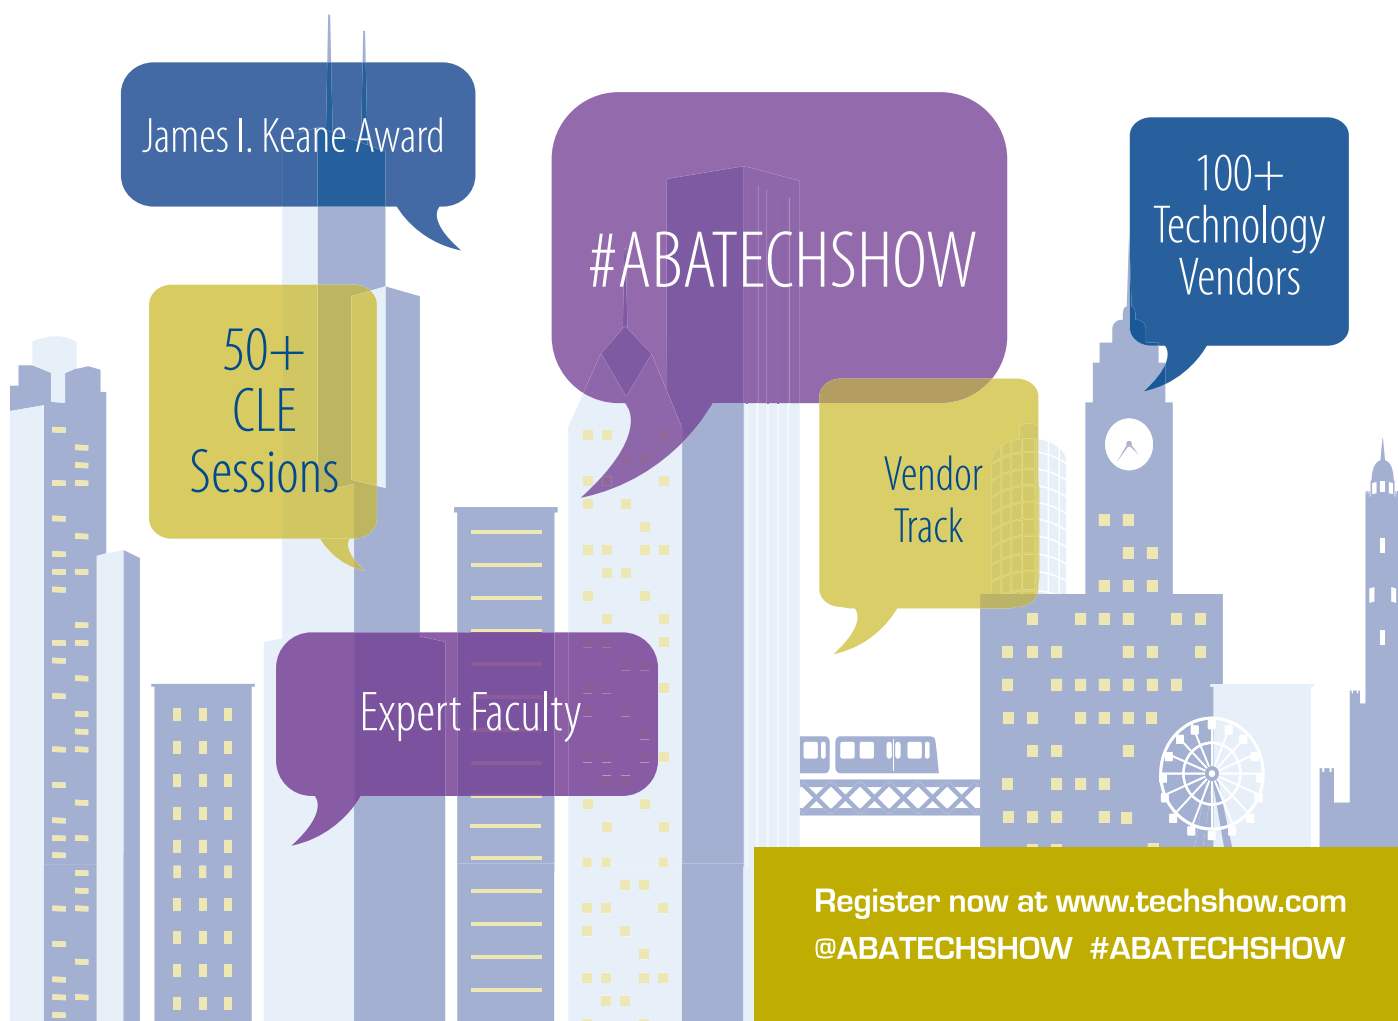 James I. Keane Award
#ABATECHSHOW
100+
Technology
Vendors
50+
CLE
Sessions
Vendor
Track
Expert Faculty
Register now at www.techshow.com
@ABATECHSHOW #ABATECHSHOW